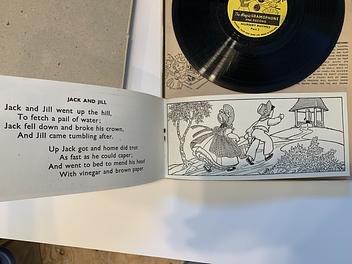 The Magic GRAMOPHONE
JACK AND JILL
Jack and Jill went up the hill,
To fetch a pail of water;
Jack fell down and broke his crown,
And Jill came tumbling after.
Up Jack got and home did trot
As fast as he could caper;
And went to bed to mend his head
With vinegar and brown paper.